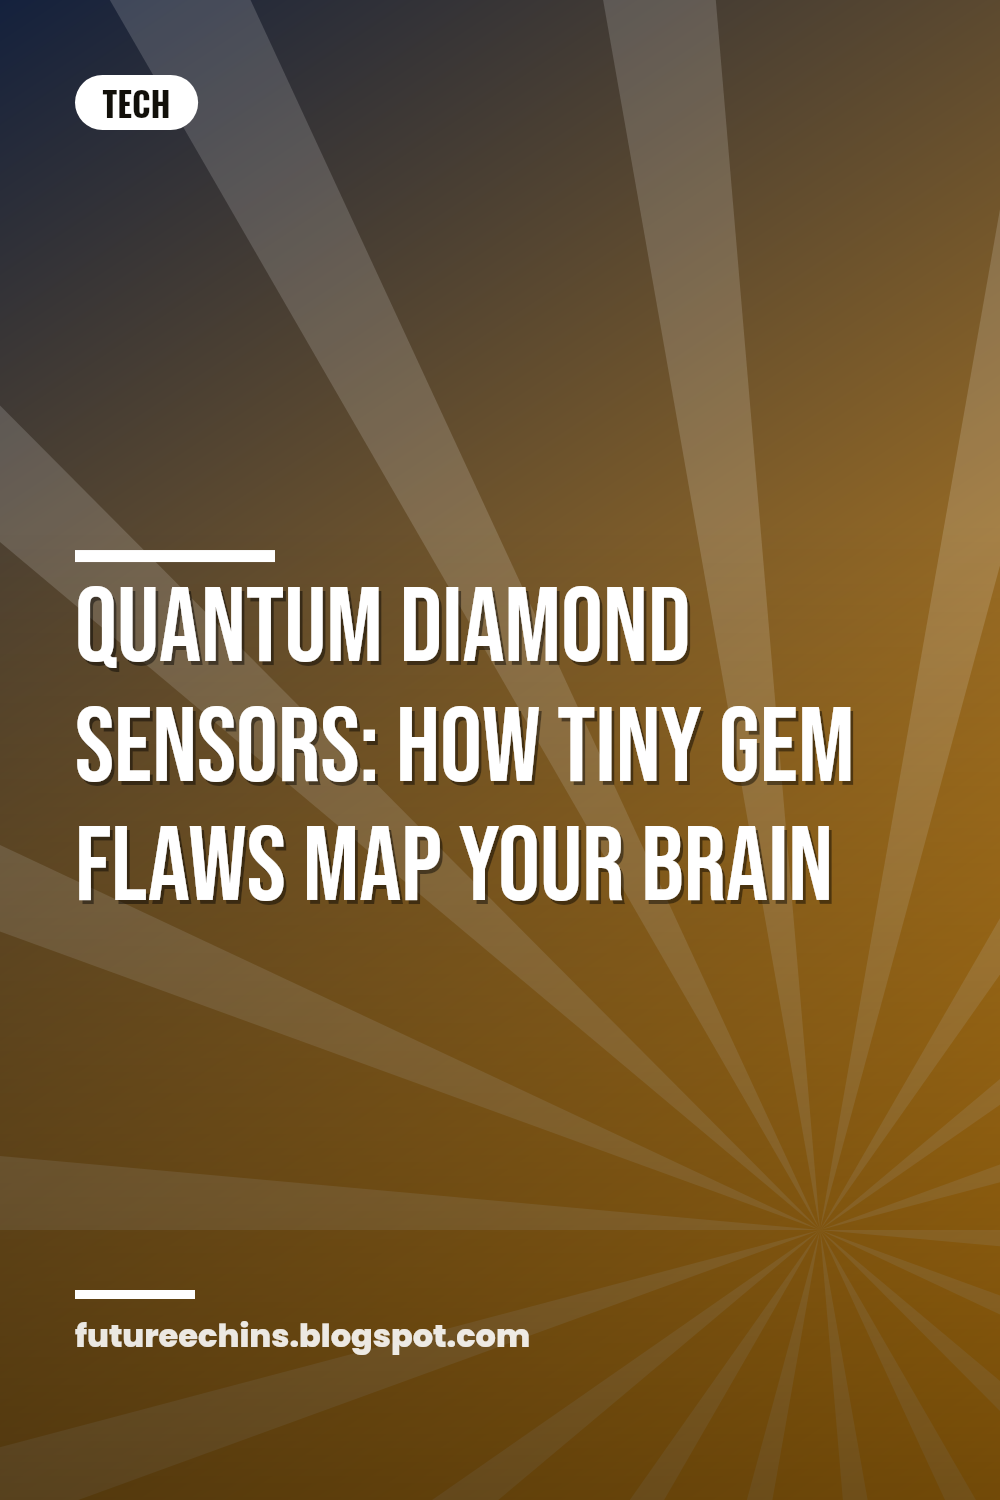 TECH
QUANTUM DIAMOND
SENSORS: HOW TINY GEM
FLAWS MAP YOUR BRAIN
futureechins.blogspot.com